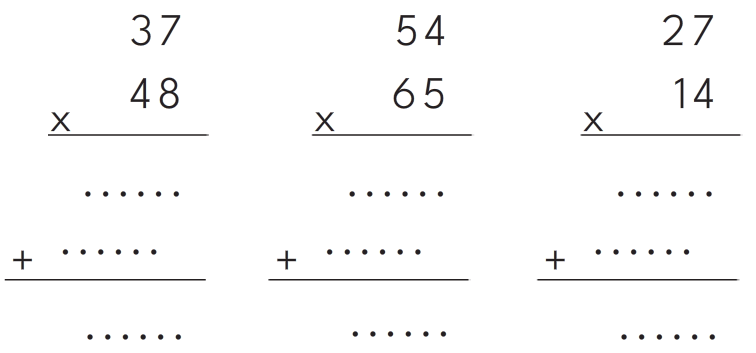 37 54 27
x 48 x 65 x 14
...... ...... ......
+ ...... + ...... + ......
...... ...... ......